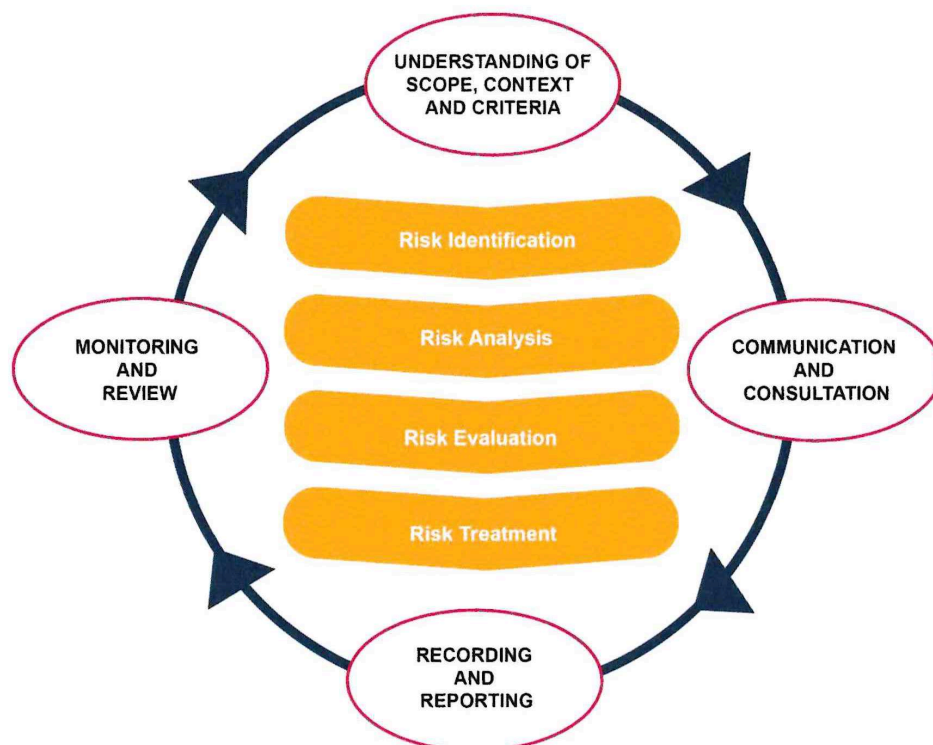 UNDERSTANDING OF
SCOPE, CONTEXT
AND CRITERIA
Risk Identification
Risk Analysis
Risk Evaluation
Risk Treatment
MONITORING
AND
REVIEW
COMMUNICATION
AND
CONSULTATION
RECORDING
AND
REPORTING